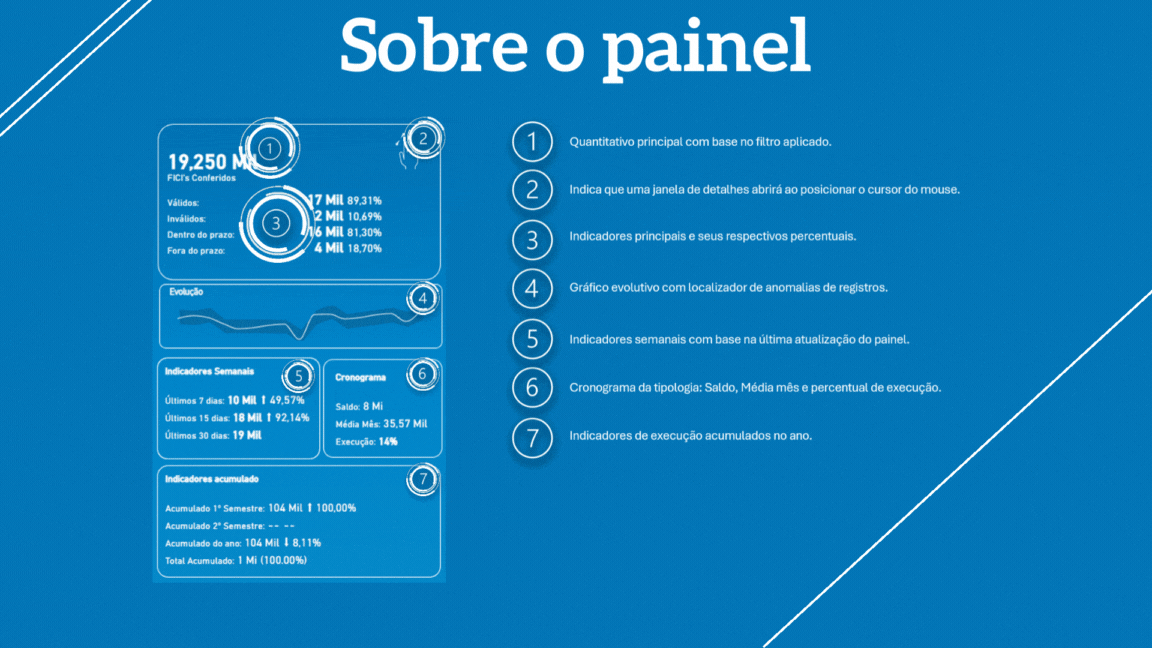 Sobre o painel
1
2
19,250 Mil
FICI's Conferidos
3
Válidos: 17 Mil 89,31%
Inválidos: 2 Mil 10,69%
Dentro do prazo: 16 Mil 81,30%
Fora do prazo: 4 Mil 18,70%
Evolução
4
Indicadores Semanais
5
Últimos 7 dias: 10 Mil ⬆ 49,57%
Últimos 15 dias: 18 Mil ⬆ 92,14%
Últimos 30 dias: 19 Mil
Cronograma
6
Saldo: 8 Mi
Média Mês: 35,57 Mil
Execução: 14%
Indicadores acumulado
7
Acumulado 1º Semestre: 104 Mil ⬆ 100,00%
Acumulado 2º Semestre: -- --
Acumulado do ano: 104 Mil ⬇ 8,11%
Total Acumulado: 1 Mi (100.00%)
1 Quantitativo principal com base no filtro aplicado.
2 Indica que uma janela de detalhes abrirá ao posicionar o cursor do mouse.
3 Indicadores principais e seus respectivos percentuais.
4 Gráfico evolutivo com localizador de anomalias de registros.
5 Indicadores semanais com base na última atualização do painel.
6 Cronograma da tipologia: Saldo, Média mês e percentual de execução.
7 Indicadores de execução acumulados no ano.